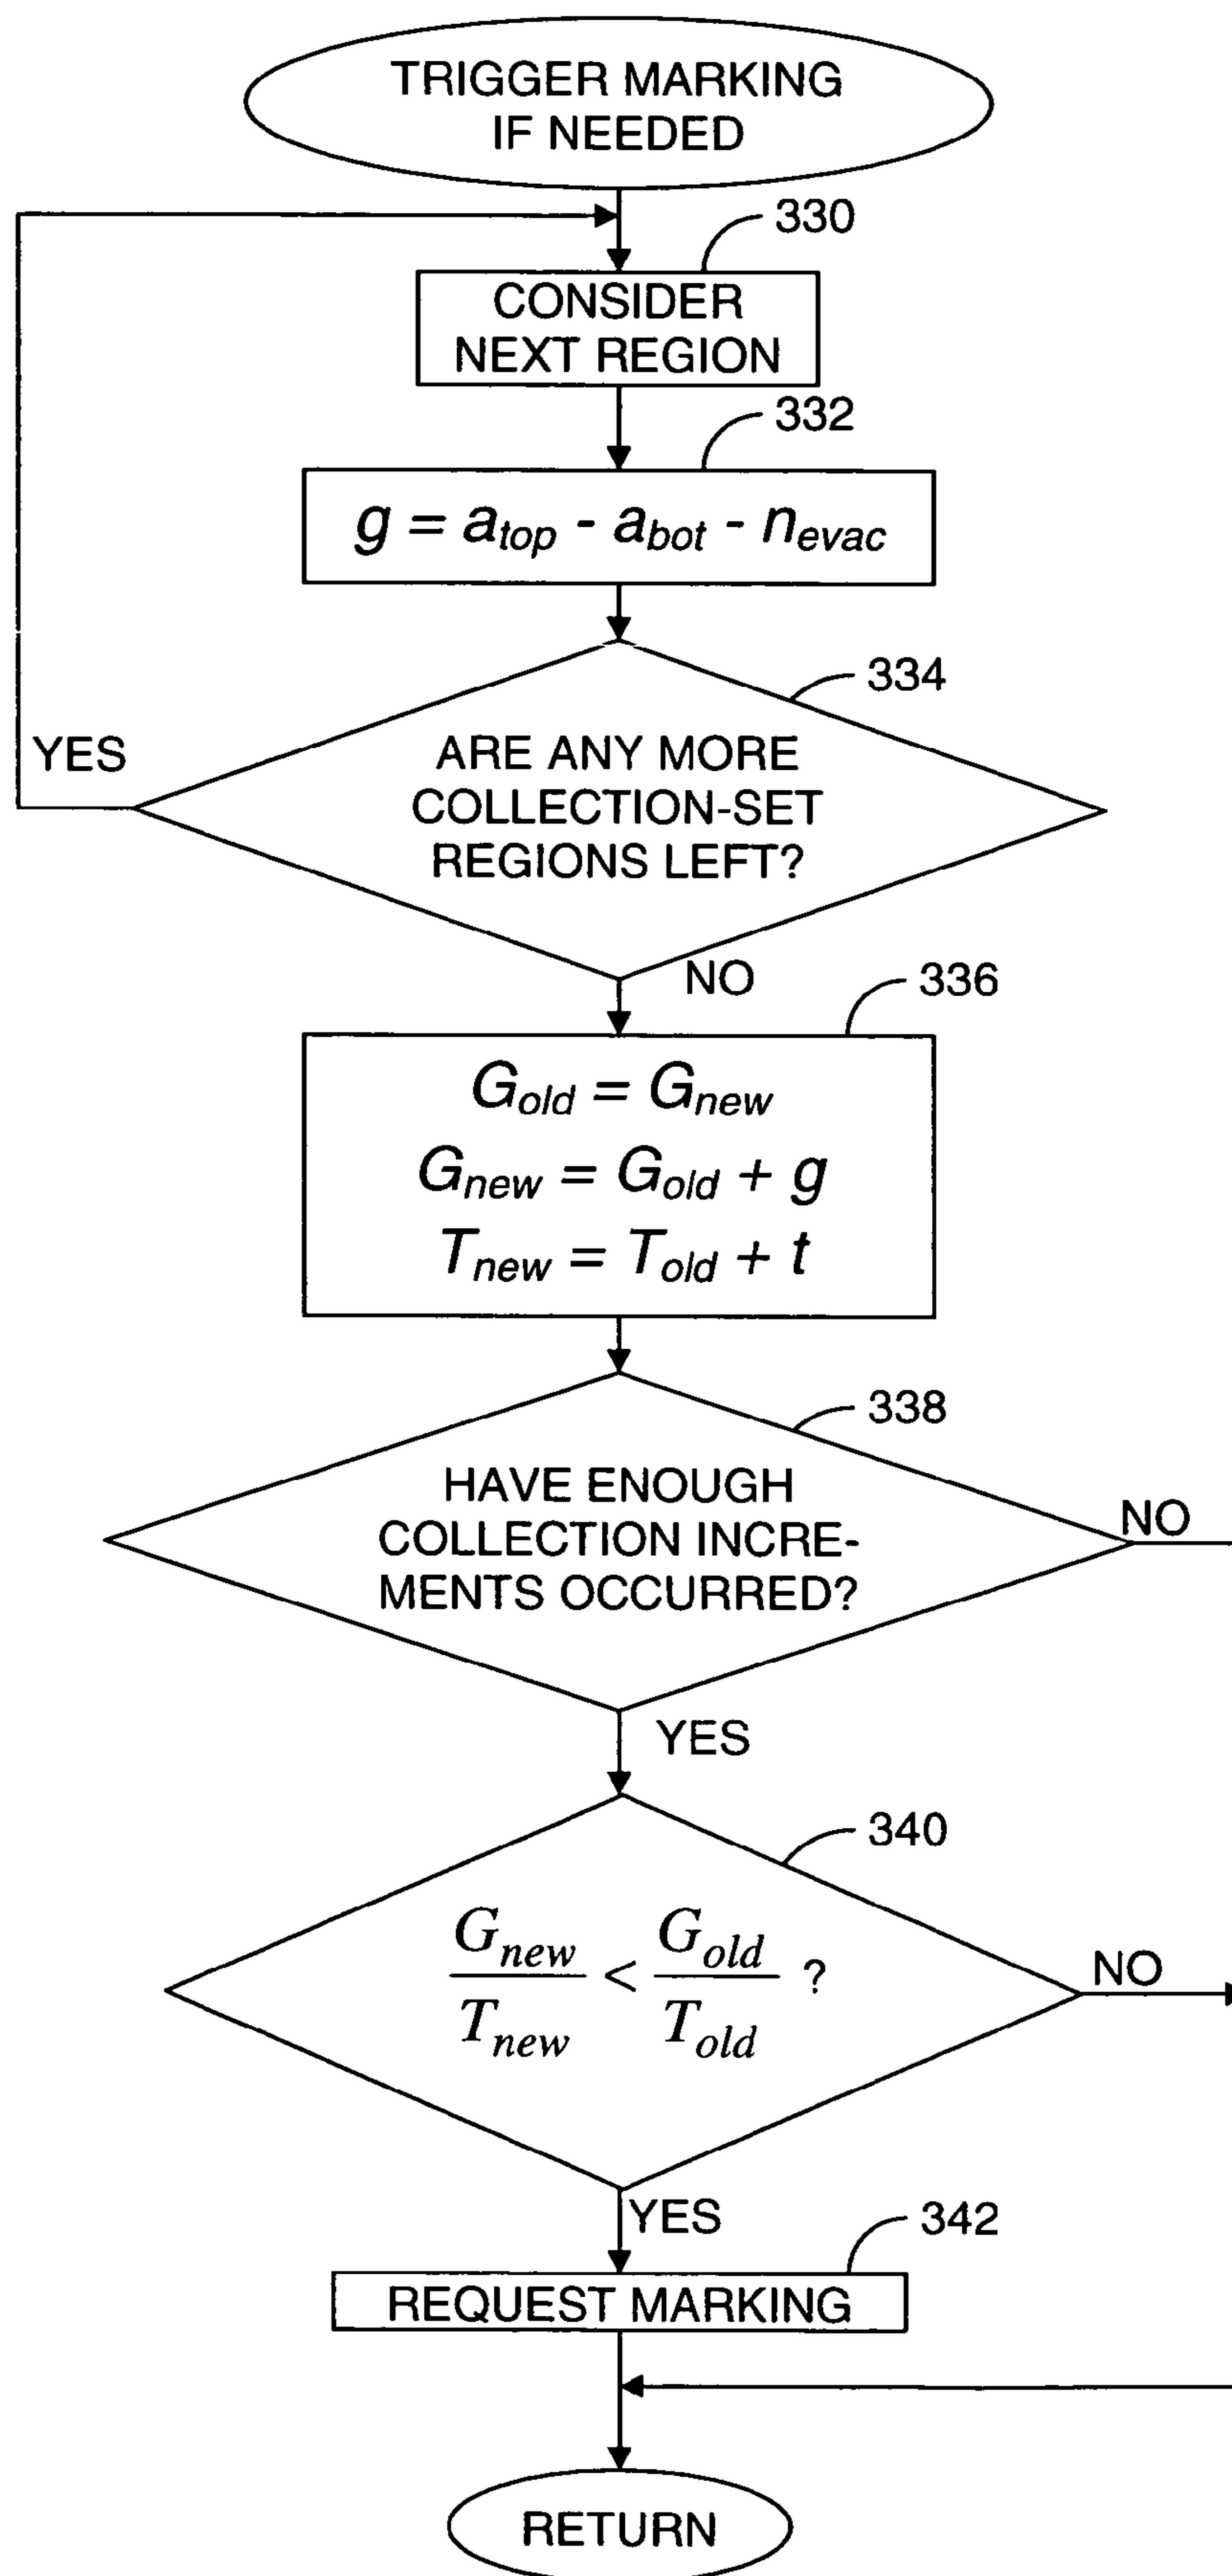 TRIGGER MARKING
IF NEEDED
330
CONSIDER
NEXT REGION
332
g = a_top - a_bot - n_evac
334
YES
ARE ANY MORE
COLLECTION-SET
REGIONS LEFT?
NO
336
G_old = G_new
G_new = G_old + g
T_new = T_old + t
338
HAVE ENOUGH
COLLECTION INCRE-
MENTS OCCURRED?
NO
YES
340
G_new / T_new < G_old / T_old ?
NO
YES
342
REQUEST MARKING
RETURN